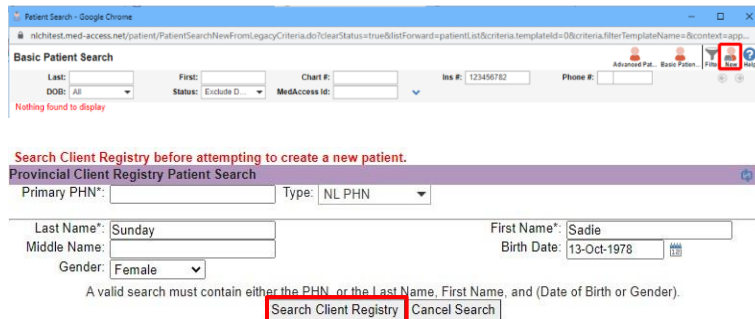 Patient Search - Google Chrome
nlchitest.med-access.net/patient/PatientSearchNewFromLegacyCriteria.do?clearStatus=true&listForward=patientList&criteria.templateId=0&criteria.filterTemplateName=&context=app...
Basic Patient Search
Advanced Pat... Basic Patien... Filter New Help
Last: First: Chart #: Ins #: 123456782 Phone #:
DOB: All Status: Exclude D... MedAccess Id:
Nothing found to display
Search Client Registry before attempting to create a new patient.
Provincial Client Registry Patient Search
Primary PHN*: Type: NL PHN
Last Name*: Sunday First Name*: Sadie
Middle Name: Birth Date: 13-Oct-1978
Gender: Female
A valid search must contain either the PHN, or the Last Name, First Name, and (Date of Birth or Gender).
Search Client Registry Cancel Search